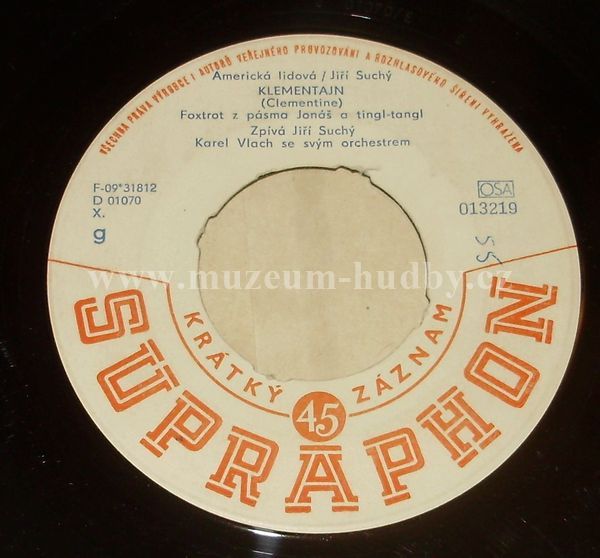 VŠECHNA PRÁVA VÝROBCE I AUTORŮ VEŘEJNÉHO PROVOZOVÁNÍ A ROZHLASOVÉHO ŠÍŘENÍ VYHRAŽENA
Americká lidová / Jiří Suchý
KLEMENTAJN
(Clementine)
Foxtrot z pásma Jonáš a tingl-tangl
Zpívá Jiří Suchý
Karel Vlach se svým orchestrem
F-09*31812
D 01070
X.
g
OSA
013219
55
www.muzeum-hudby.cz
KRÁTKÝ 45 ZÁZNAM
SUPRAPHON